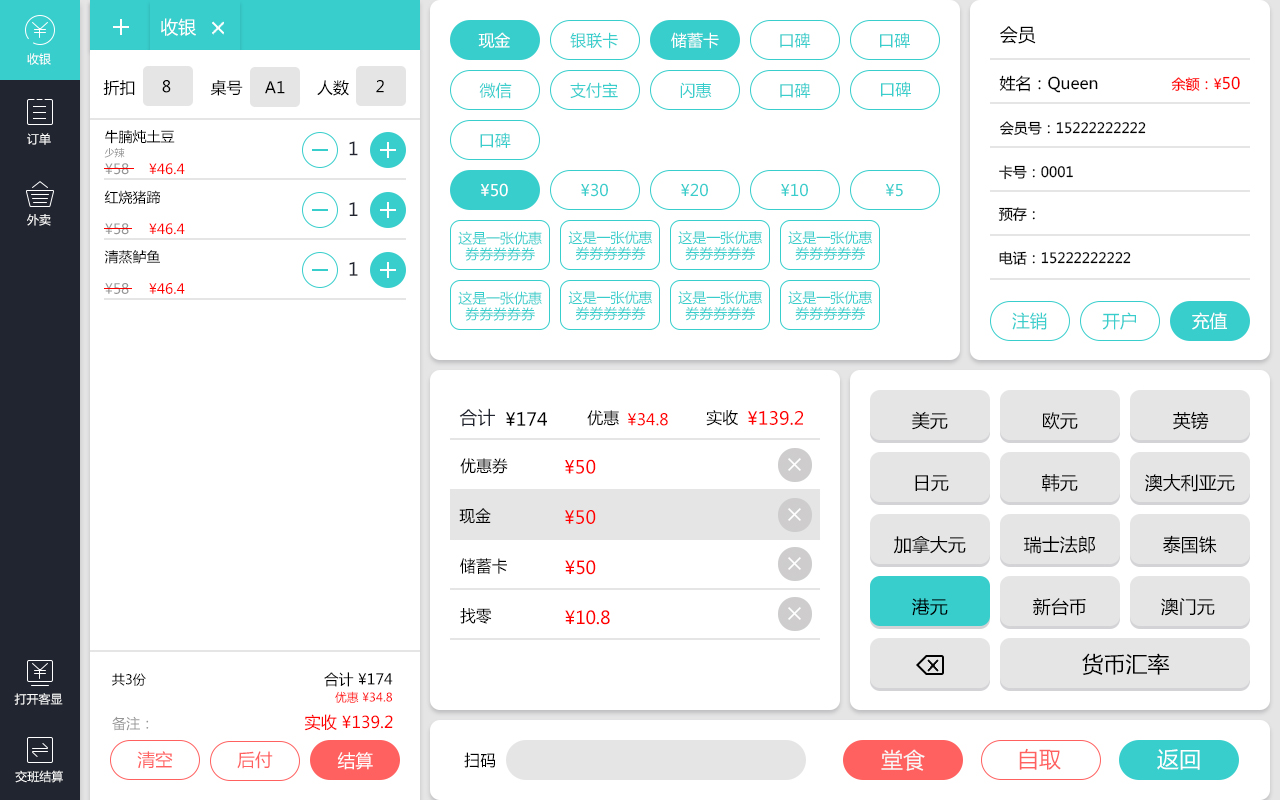 收银
订单
外卖
打开客显
交班结算
+ 收银 ×
折扣 8 桌号 A1 人数 2
牛腩炖土豆
少辣
¥58 ¥46.4
1
红烧猪蹄
¥58 ¥46.4
1
清蒸鲈鱼
¥58 ¥46.4
1
共3份 合计 ¥174
优惠 ¥34.8
备注： 实收 ¥139.2
清空 后付 结算
现金 银联卡 储蓄卡 口碑 口碑
微信 支付宝 闪惠 口碑 口碑
口碑
¥50 ¥30 ¥20 ¥10 ¥5
这是一张优惠 这是一张优惠 这是一张优惠 这是一张优惠
券券券券券 券券券券券 券券券券券 券券券券券
这是一张优惠 这是一张优惠 这是一张优惠 这是一张优惠
券券券券券 券券券券券 券券券券券 券券券券券
会员
姓名：Queen 余额：¥50
会员号：15222222222
卡号：0001
预存：
电话：15222222222
注销 开户 充值
合计 ¥174 优惠 ¥34.8 实收 ¥139.2
优惠券 ¥50
现金 ¥50
储蓄卡 ¥50
找零 ¥10.8
美元 欧元 英镑
日元 韩元 澳大利亚元
加拿大元 瑞士法郎 泰国铢
港元 新台币 澳门元
货币汇率
扫码 堂食 自取 返回